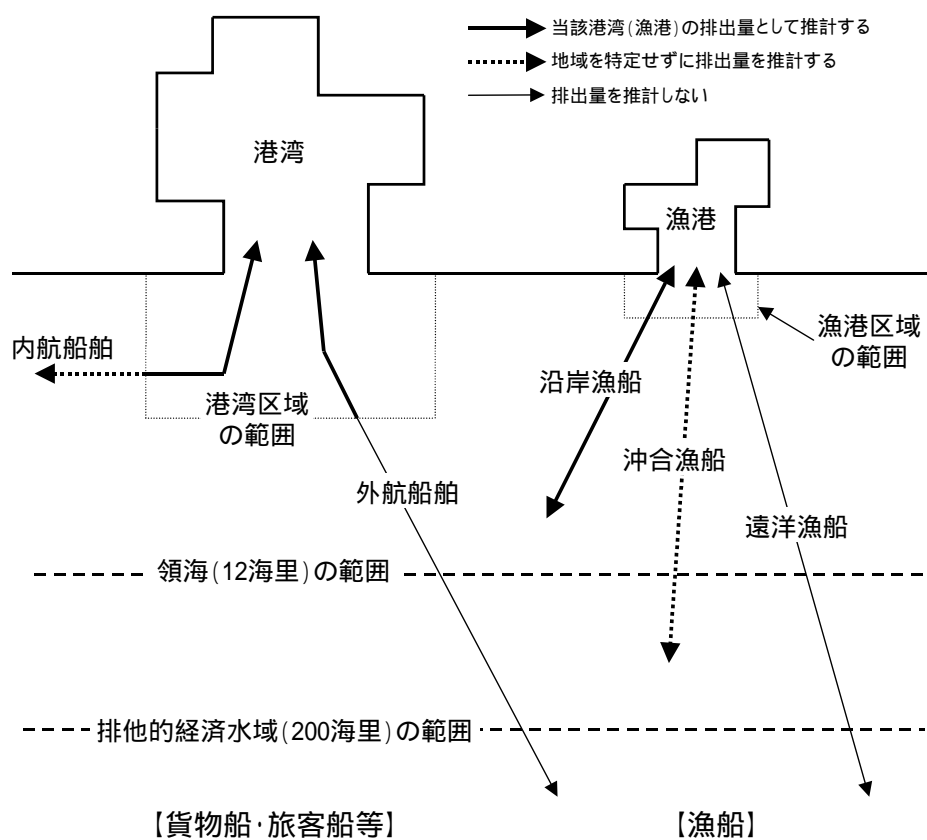 当該港湾(漁港)の排出量として推計する
地域を特定せずに排出量を推計する
排出量を推計しない
港湾
漁港
内航船舶
港湾区域
の範囲
漁港区域
の範囲
沿岸漁船
沖合漁船
外航船舶
遠洋漁船
領海(12海里)の範囲
排他的経済水域(200海里)の範囲
【貨物船･旅客船等】
【漁船】